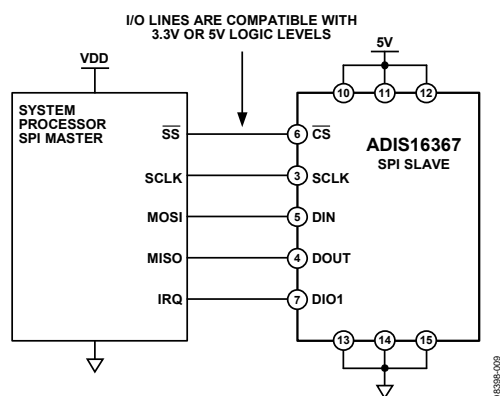 I/O LINES ARE COMPATIBLE WITH
3.3V OR 5V LOGIC LEVELS
VDD
5V
10
11
12
SYSTEM
PROCESSOR
SPI MASTER
ADIS16367
SPI SLAVE
SS
6
CS
SCLK
3
SCLK
MOSI
5
DIN
MISO
4
DOUT
IRQ
7
DIO1
13
14
15
08398-009